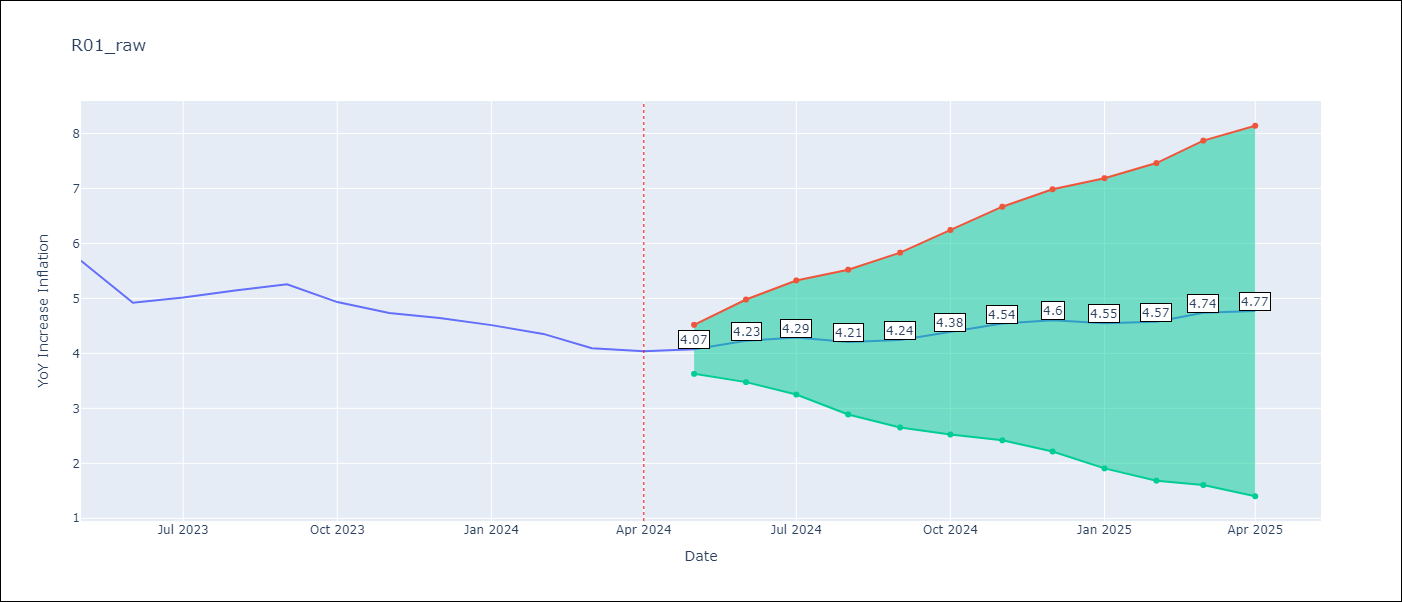 R01_raw
YoY Increase Inflation
8
7
6
5
4
3
2
1
4.07
4.23
4.29
4.21
4.24
4.38
4.54
4.6
4.55
4.57
4.74
4.77
Jul 2023
Oct 2023
Jan 2024
Apr 2024
Jul 2024
Oct 2024
Jan 2025
Apr 2025
Date